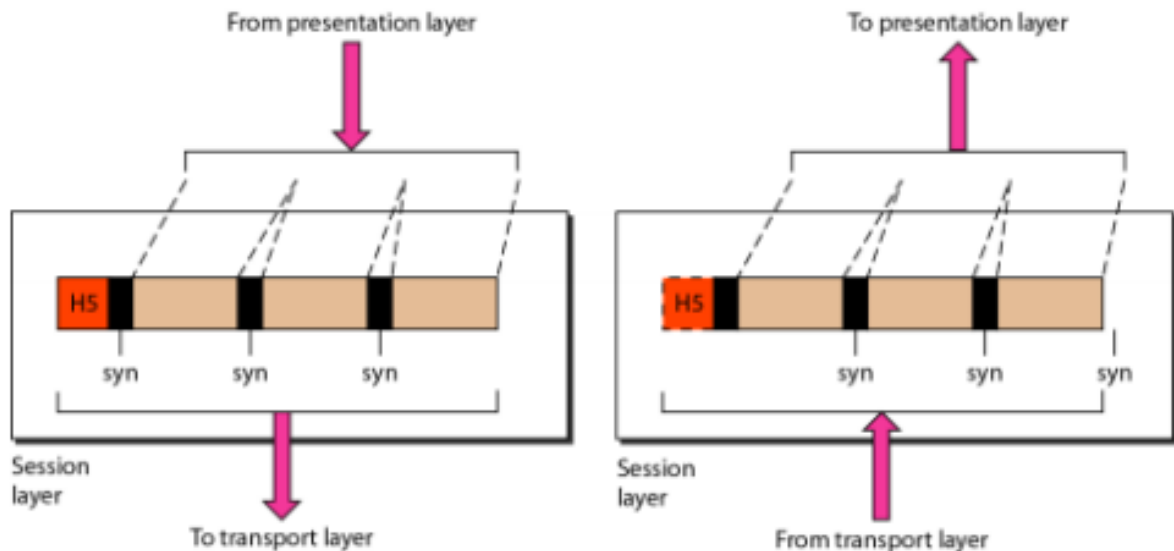 From presentation layer
To presentation layer
H5
H5
syn syn syn
syn syn syn
Session
layer
Session
layer
To transport layer
From transport layer